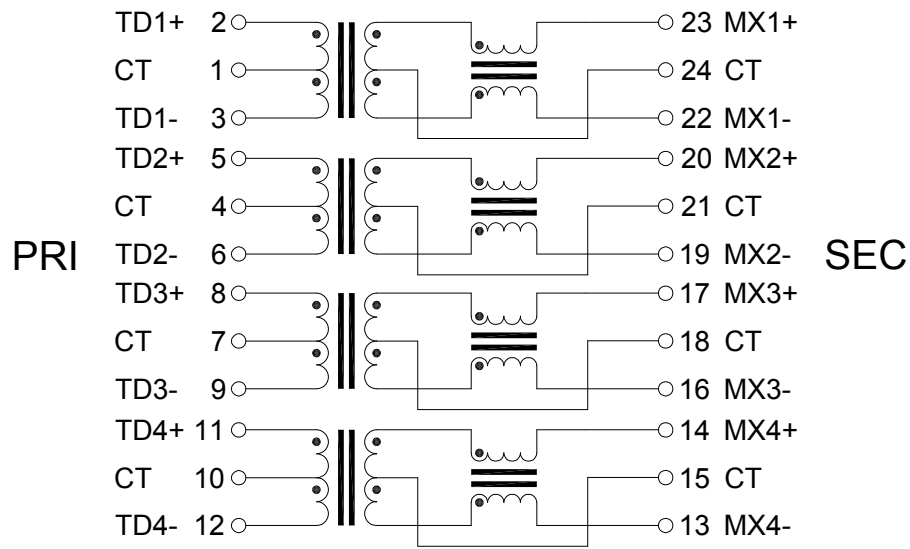 TD1+ 2 23 MX1+
CT 1 24 CT
TD1- 3 22 MX1-
TD2+ 5 20 MX2+
CT 4 21 CT
PRI TD2- 6 19 MX2- SEC
TD3+ 8 17 MX3+
CT 7 18 CT
TD3- 9 16 MX3-
TD4+ 11 14 MX4+
CT 10 15 CT
TD4- 12 13 MX4-